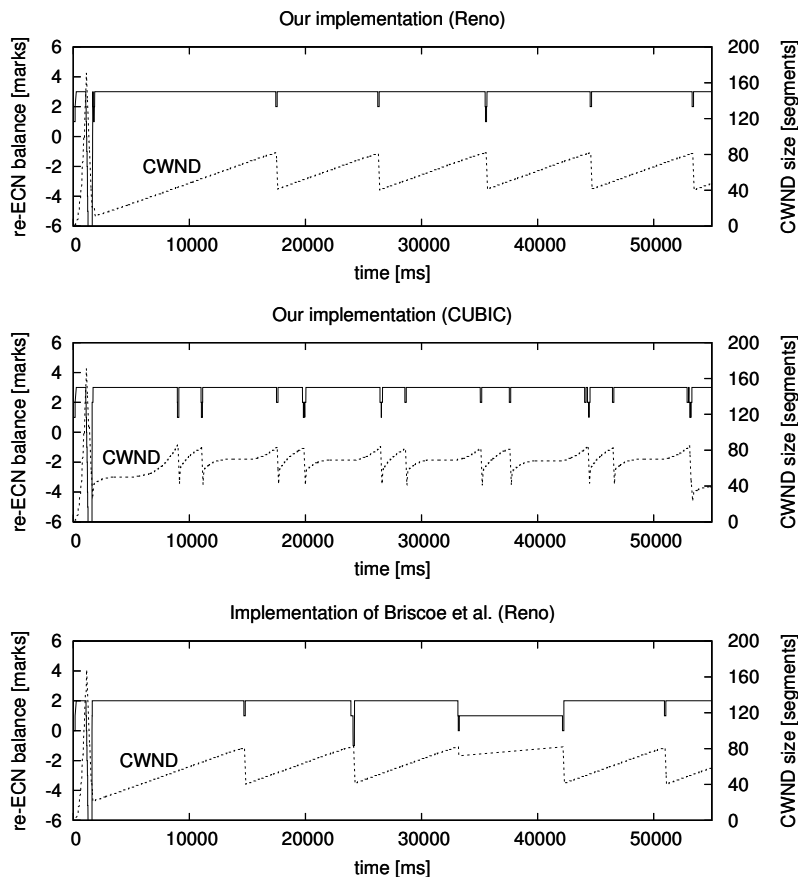 Our implementation (Reno)
re-ECN balance [marks]
6
4
2
0
-2
-4
-6
CWND
200
160
120
80
40
0
CWND size [segments]
0 10000 20000 30000 40000 50000
time [ms]
Our implementation (CUBIC)
re-ECN balance [marks]
6
4
2
0
-2
-4
-6
CWND
200
160
120
80
40
0
CWND size [segments]
0 10000 20000 30000 40000 50000
time [ms]
Implementation of Briscoe et al. (Reno)
re-ECN balance [marks]
6
4
2
0
-2
-4
-6
CWND
200
160
120
80
40
0
CWND size [segments]
0 10000 20000 30000 40000 50000
time [ms]